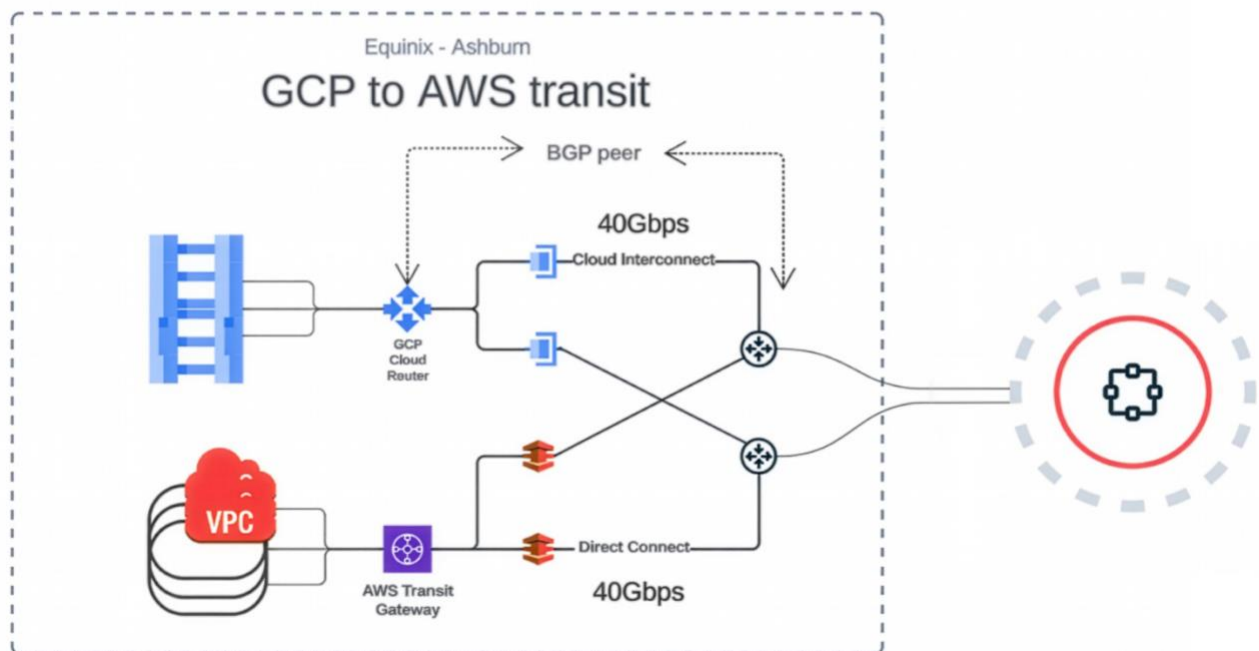 Equinix - Ashburn
GCP to AWS transit
BGP peer
40Gbps
Cloud Interconnect
GCP
Cloud
Router
VPC
Direct Connect
AWS Transit
Gateway
40Gbps